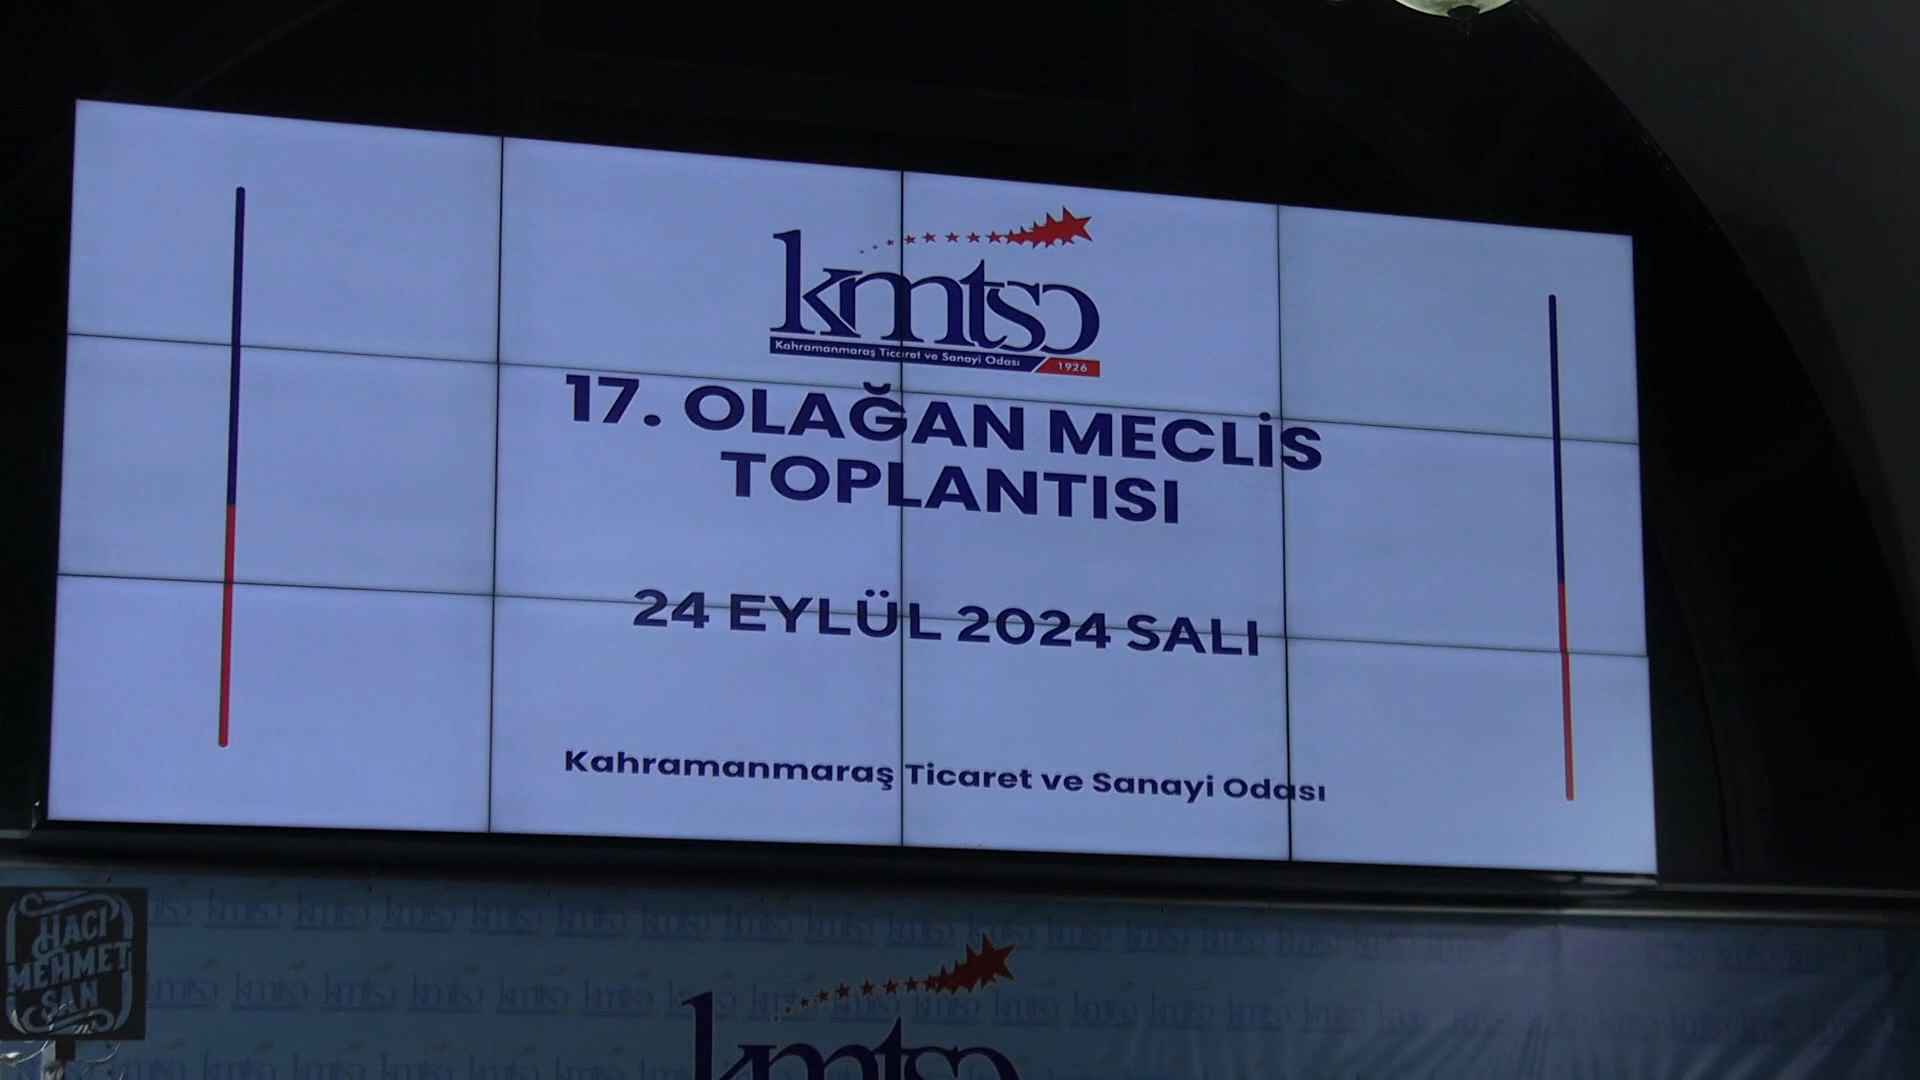 kmtso
Kahramanmaraş Ticaret ve Sanayi Odası 1926
17. OLAĞAN MECLİS
TOPLANTISI
24 EYLÜL 2024 SALI
Kahramanmaraş Ticaret ve Sanayi Odası
HACI
MEHMET
SAN
kmtso